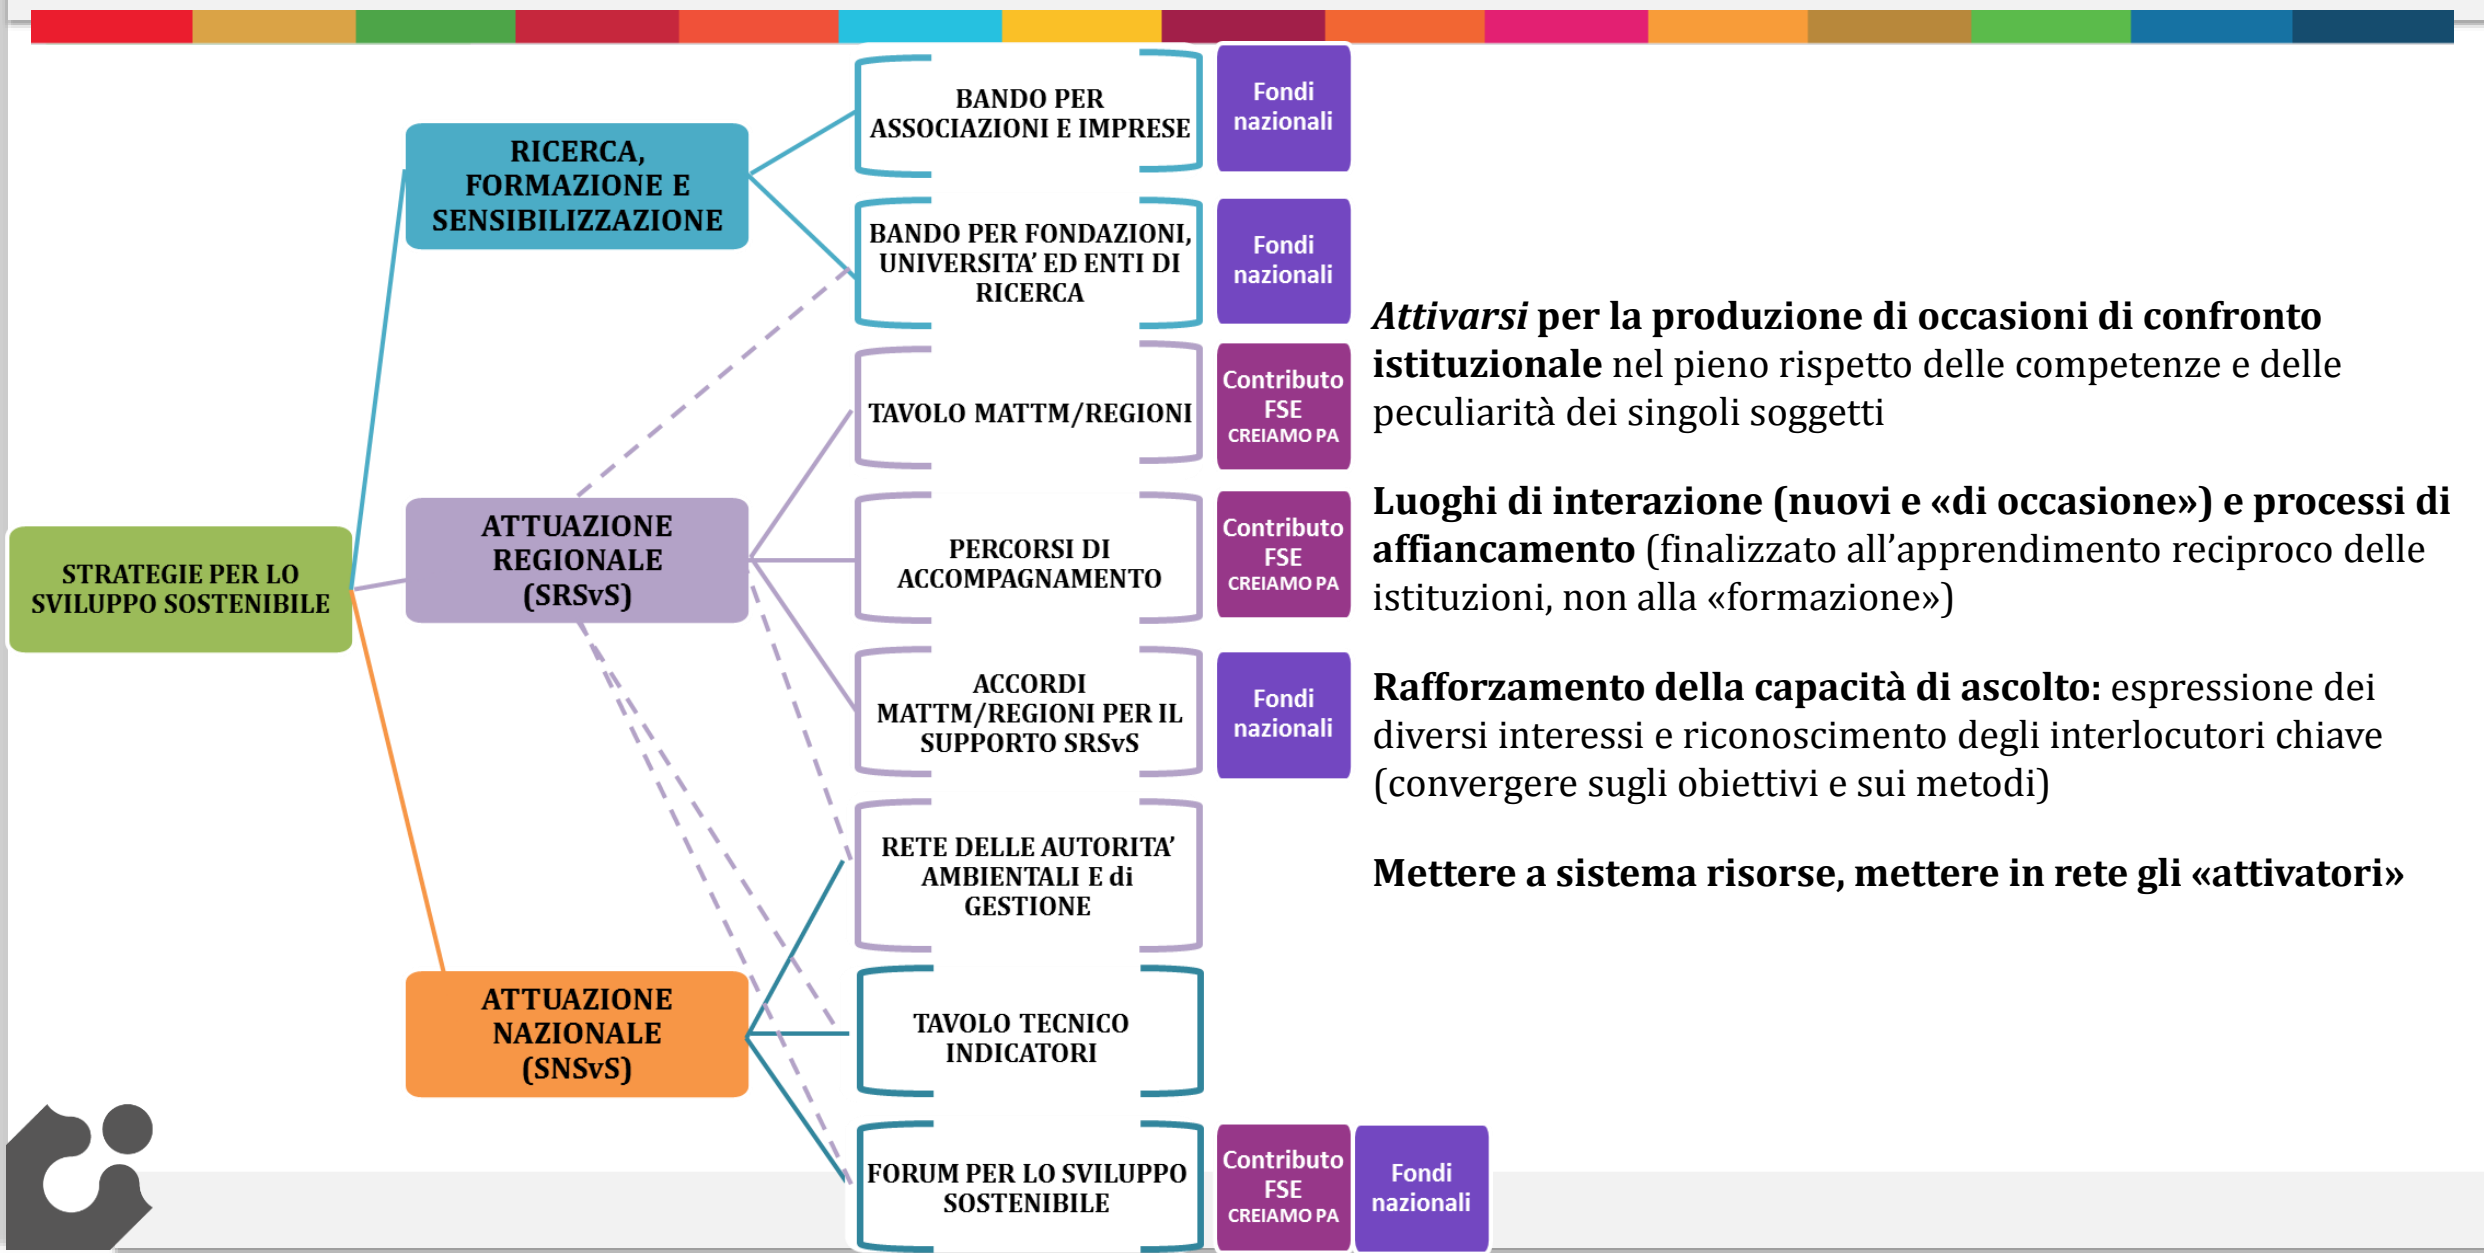 STRATEGIE PER LO
SVILUPPO SOSTENIBILE
RICERCA,
FORMAZIONE E
SENSIBILIZZAZIONE
ATTUAZIONE
REGIONALE
(SRSvS)
ATTUAZIONE
NAZIONALE
(SNSvS)
BANDO PER
ASSOCIAZIONI E IMPRESE
Fondi
nazionali
BANDO PER FONDAZIONI,
UNIVERSITA’ ED ENTI DI
RICERCA
Fondi
nazionali
TAVOLO MATTM/REGIONI
Contributo
FSE
CREIAMO PA
PERCORSI DI
ACCOMPAGNAMENTO
Contributo
FSE
CREIAMO PA
ACCORDI
MATTM/REGIONI PER IL
SUPPORTO SRSvS
Fondi
nazionali
RETE DELLE AUTORITA’
AMBIENTALI E di
GESTIONE
TAVOLO TECNICO
INDICATORI
FORUM PER LO SVILUPPO
SOSTENIBILE
Contributo
FSE
CREIAMO PA
Fondi
nazionali
Attivarsi per la produzione di occasioni di confronto
istituzionale nel pieno rispetto delle competenze e delle
peculiarità dei singoli soggetti
Luoghi di interazione (nuovi e «di occasione») e processi di
affiancamento (finalizzato all’apprendimento reciproco delle
istituzioni, non alla «formazione»)
Rafforzamento della capacità di ascolto: espressione dei
diversi interessi e riconoscimento degli interlocutori chiave
(convergere sugli obiettivi e sui metodi)
Mettere a sistema risorse, mettere in rete gli «attivatori»